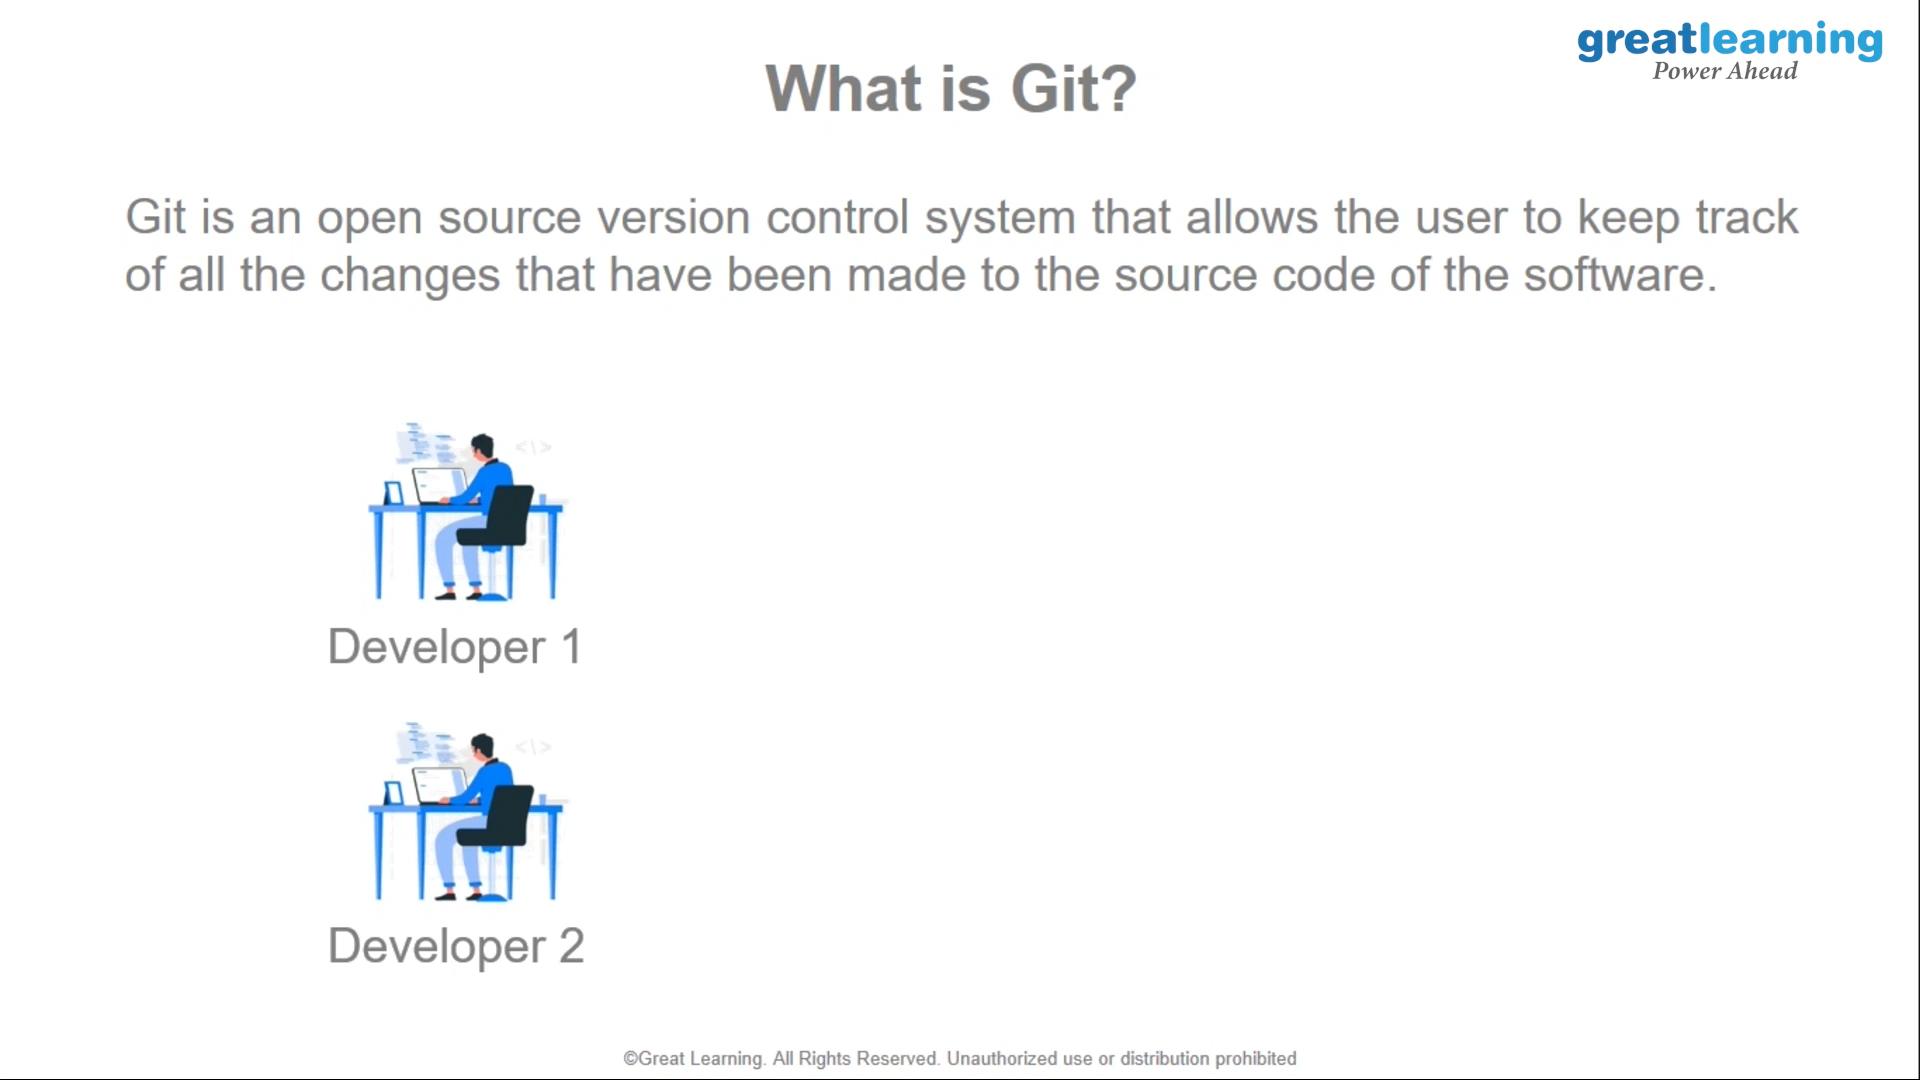 greatlearning
Power Ahead
What is Git?
Git is an open source version control system that allows the user to keep track
of all the changes that have been made to the source code of the software.
<\>
Developer 1
<\>
Developer 2
©Great Learning. All Rights Reserved. Unauthorized use or distribution prohibited